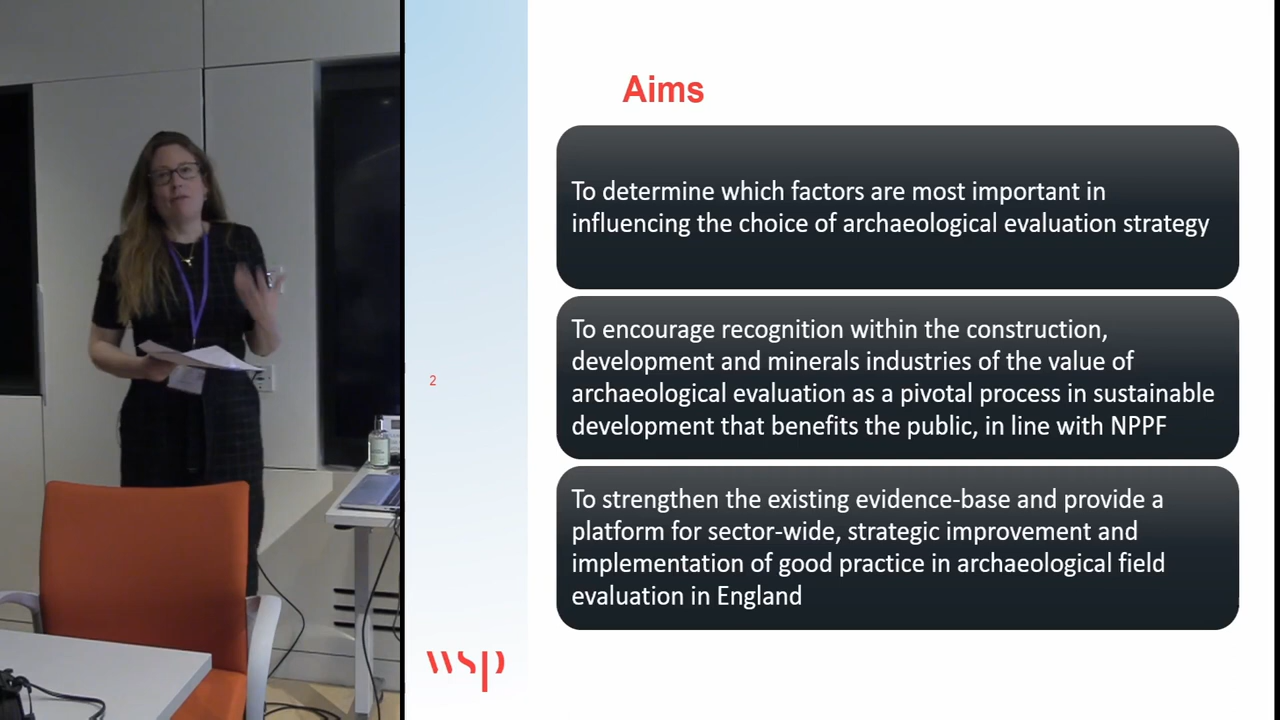 Aims
To determine which factors are most important in
influencing the choice of archaeological evaluation strategy
To encourage recognition within the construction,
development and minerals industries of the value of
archaeological evaluation as a pivotal process in sustainable
development that benefits the public, in line with NPPF
To strengthen the existing evidence-base and provide a
platform for sector-wide, strategic improvement and
implementation of good practice in archaeological field
evaluation in England
2
wsp